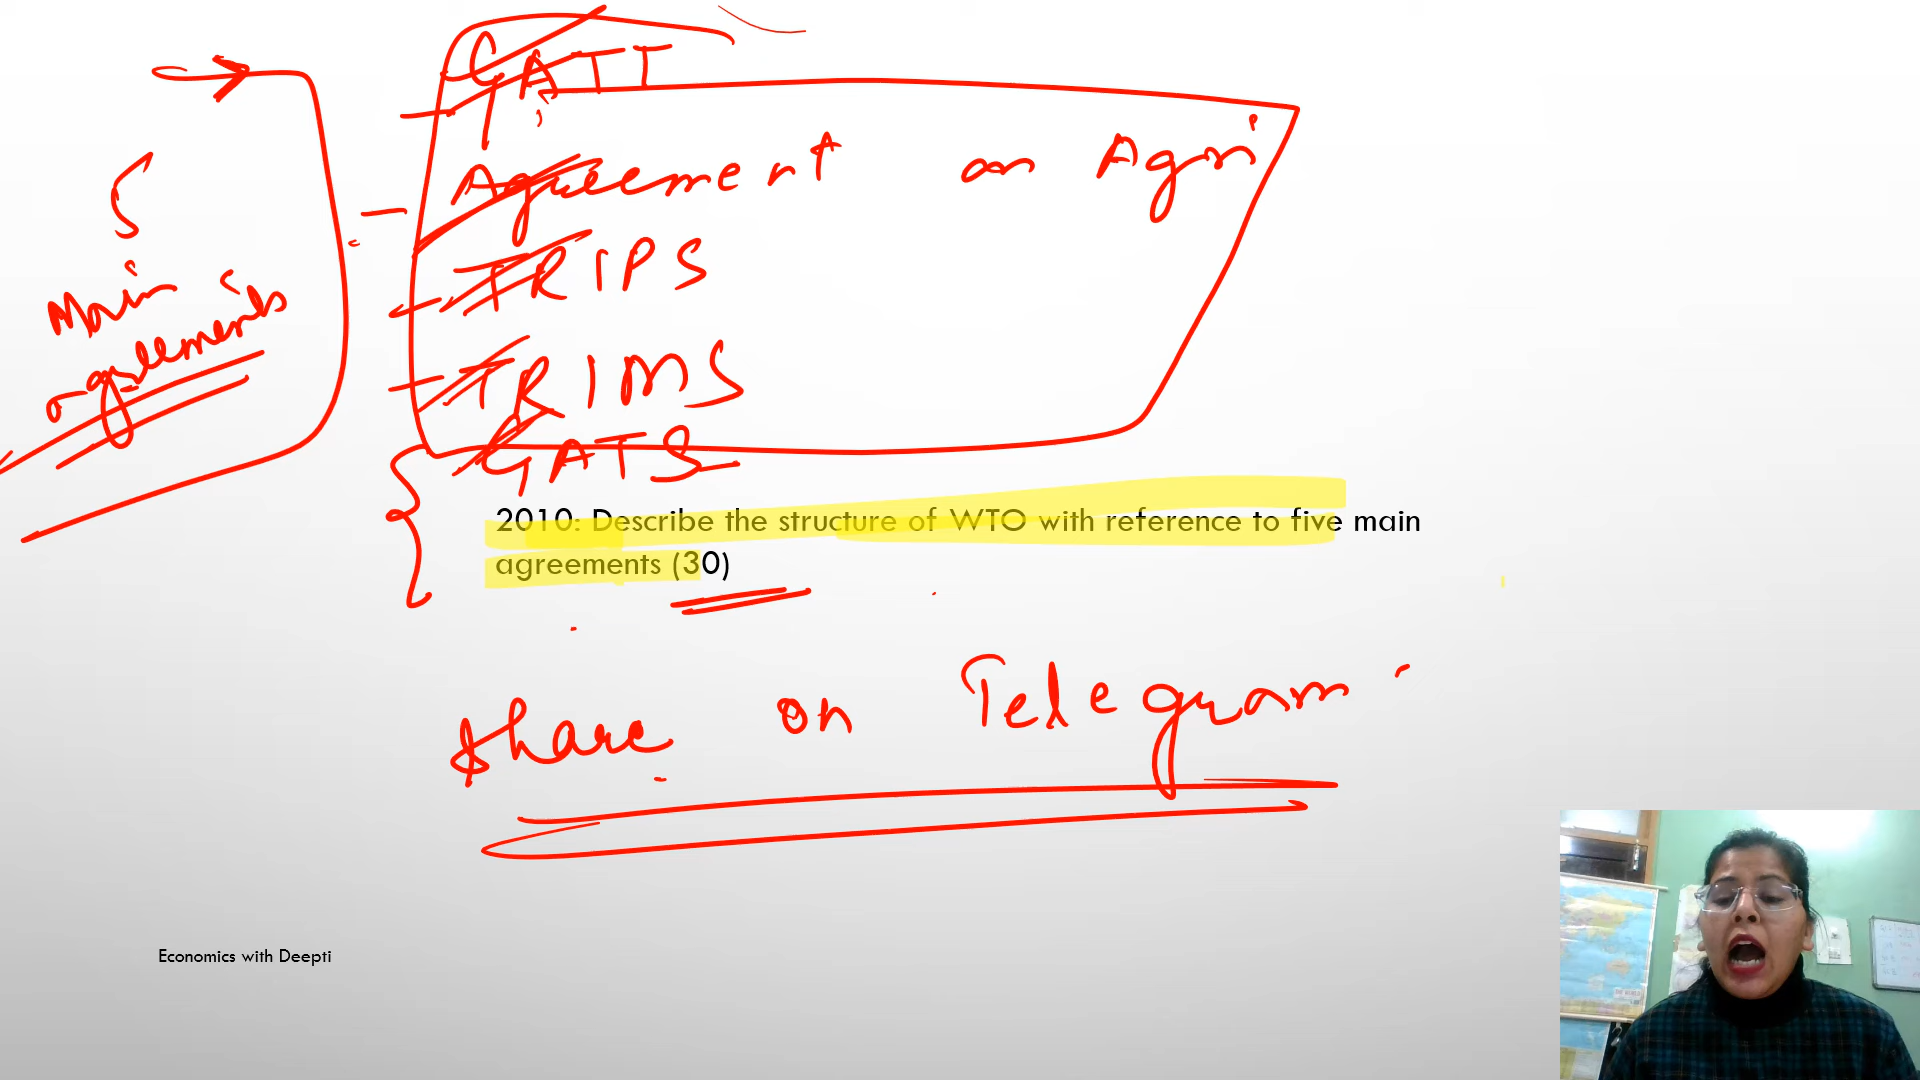 GATT
Agreement on Agri
TRIPS
TRIMS
GATS
5
Main
agreements
2010: Describe the structure of WTO with reference to five main
agreements (30)
Share on Telegram
Economics with Deepti